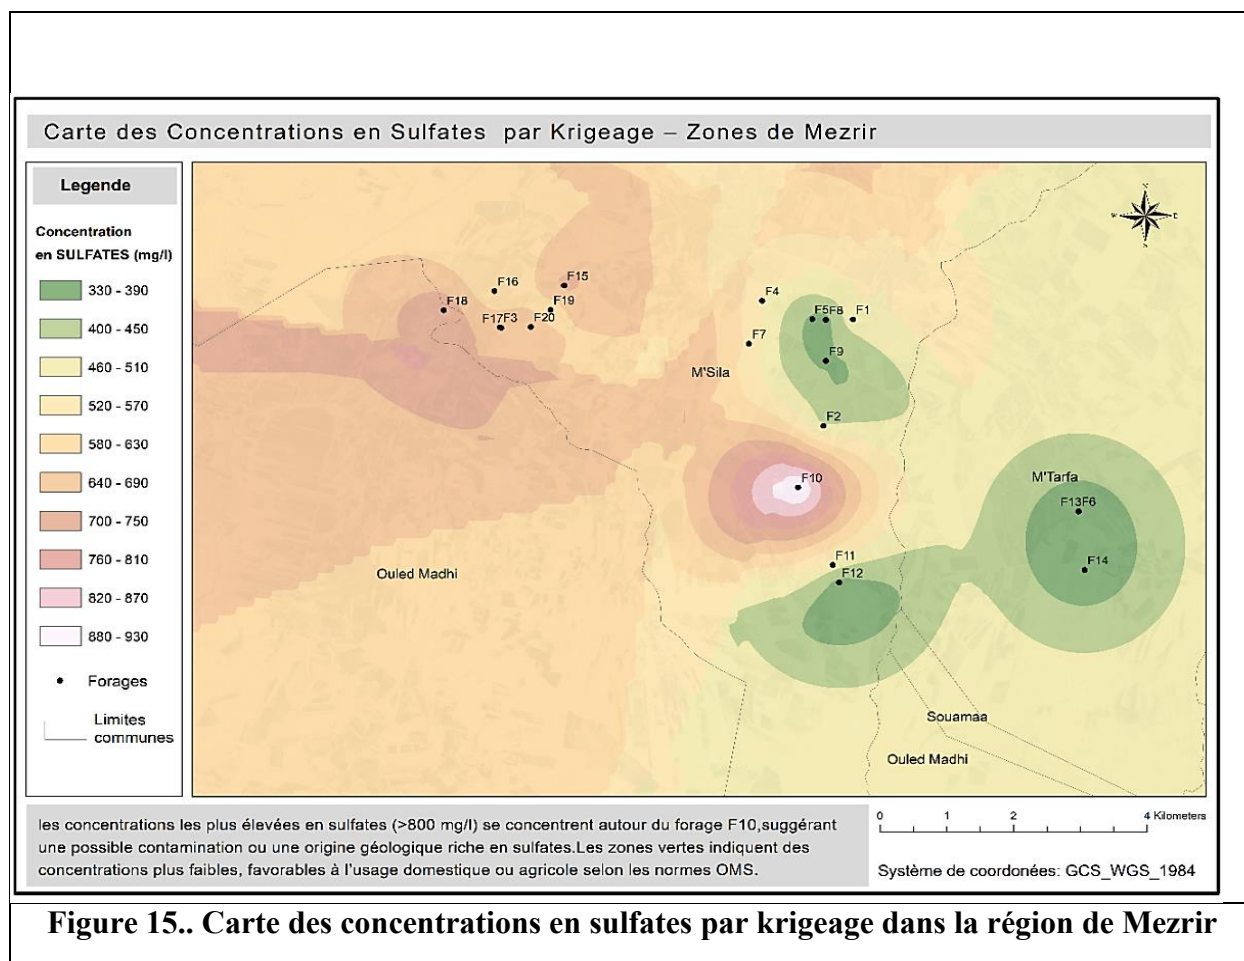 Carte des Concentrations en Sulfates par Krigeage – Zones de Mezrir
Legende
Concentration
en SULFATES (mg/l)
330 - 390
400 - 450
460 - 510
520 - 570
580 - 630
640 - 690
700 - 750
760 - 810
820 - 870
880 - 930
Forages
Limites
communes
N
W
E
S
F15
F16
F18
F19
F17F3
F20
F4
F5F8
F1
F7
F9
M'Sila
F2
F10
M'Tarfa
F13F6
F11
F14
F12
Ouled Madhi
Souamaa
Ouled Madhi
les concentrations les plus élevées en sulfates (>800 mg/l) se concentrent autour du forage F10,suggérant
une possible contamination ou une origine géologique riche en sulfates.Les zones vertes indiquent des
concentrations plus faibles, favorables à l'usage domestique ou agricole selon les normes OMS.
0 1 2 4 Kilometers
Système de coordonées: GCS_WGS_1984
Figure 15.. Carte des concentrations en sulfates par krigeage dans la région de Mezrir